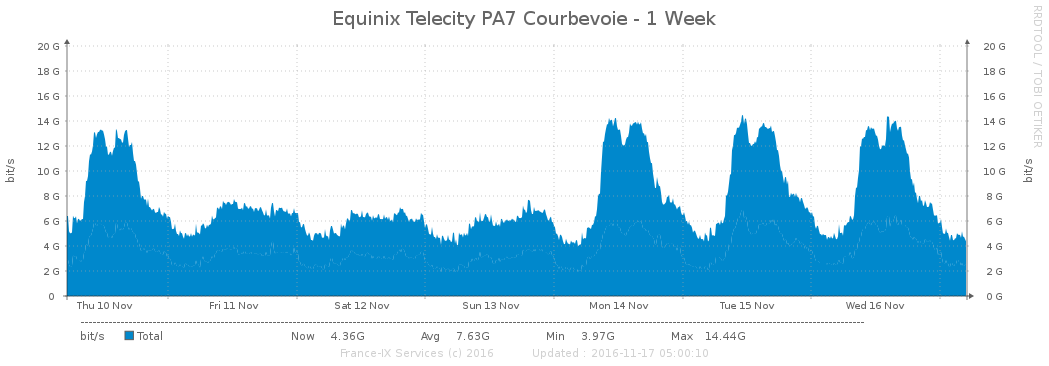 Equinix Telecity PA7 Courbevoie - 1 Week
RRDTOOL / TOBI OETIKER
20 G 20 G
18 G 18 G
16 G 16 G
14 G 14 G
12 G 12 G
10 G 10 G
8 G 8 G
6 G 6 G
4 G 4 G
2 G 2 G
0 0 G
bit/s
bit/s
Thu 10 Nov Fri 11 Nov Sat 12 Nov Sun 13 Nov Mon 14 Nov Tue 15 Nov Wed 16 Nov
bit/s Total Now 4.36G Avg 7.63G Min 3.97G Max 14.44G
France-IX Services (c) 2016 Updated : 2016-11-17 05:00:10